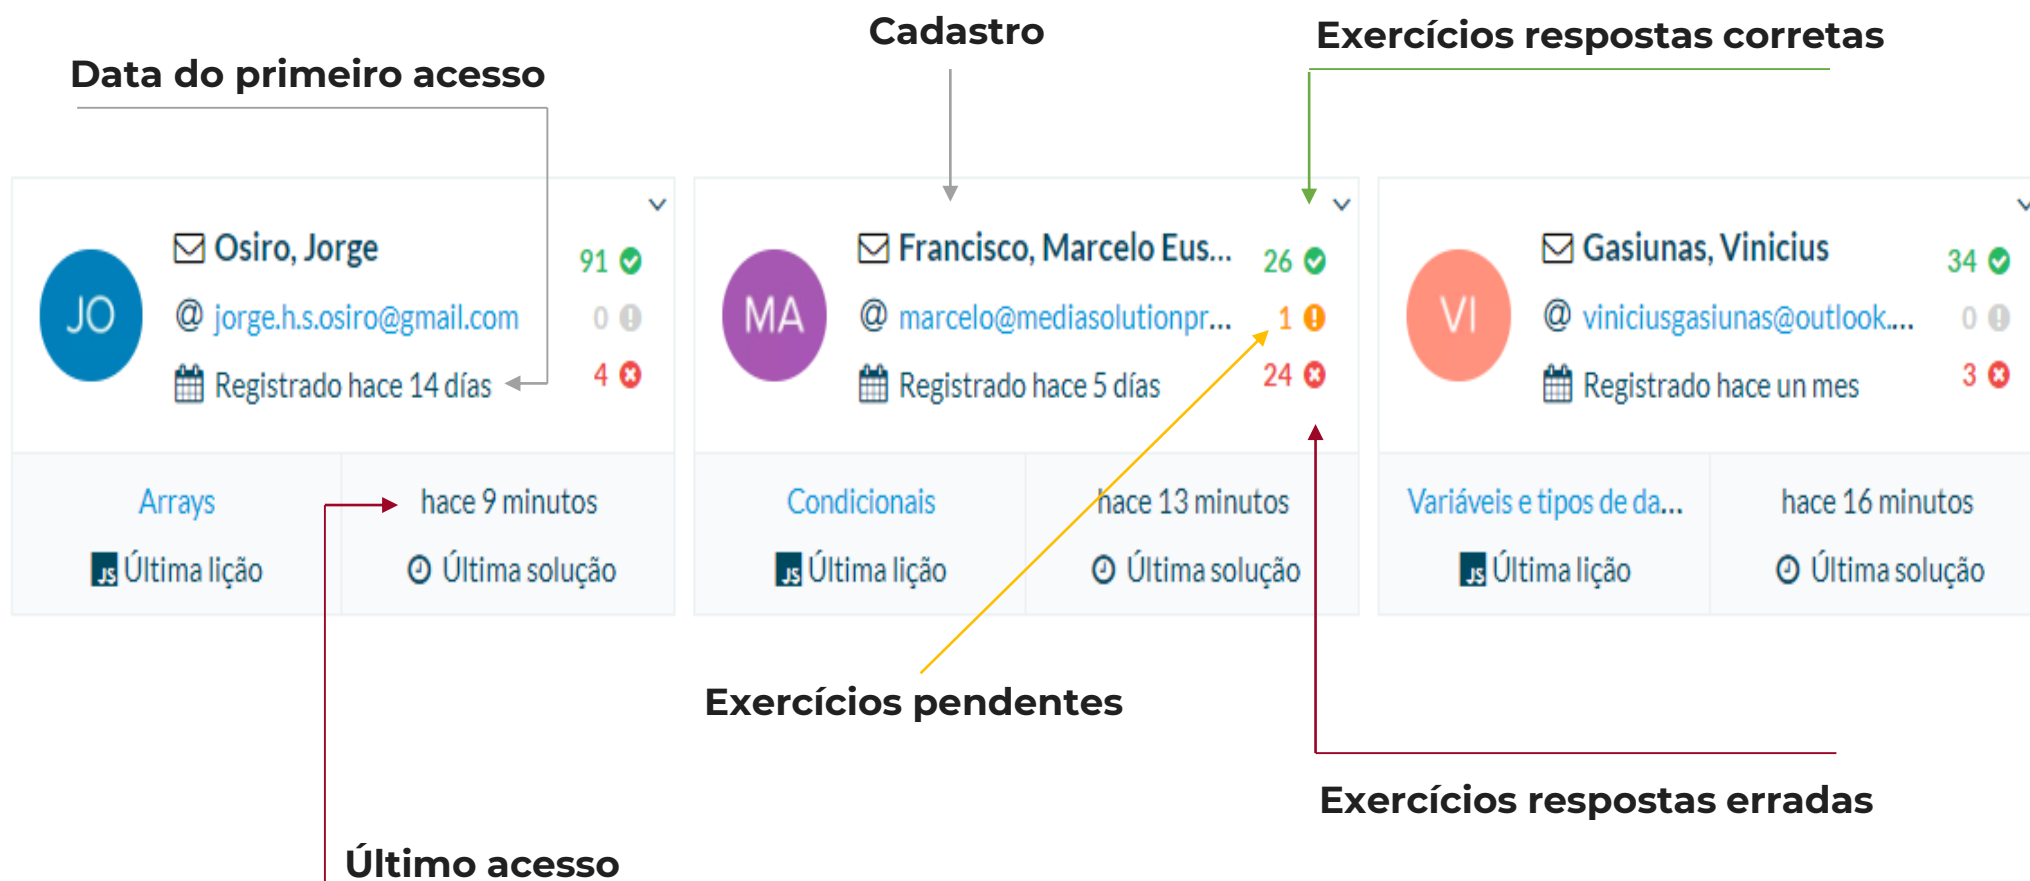 Cadastro
Exercícios respostas corretas
Data do primeiro acesso
JO
Osiro, Jorge
91
@ jorge.h.s.osiro@gmail.com
0
Registrado hace 14 días
4
Arrays
hace 9 minutos
JS Última lição
Última solução
MA
Francisco, Marcelo Eus...
26
@ marcelo@mediasolutionpr...
1
Registrado hace 5 días
24
Condicionais
hace 13 minutos
JS Última lição
Última solução
VI
Gasiunas, Vinicius
34
@ viniciusgasiunas@outlook....
0
Registrado hace un mes
3
Variáveis e tipos de da...
hace 16 minutos
JS Última lição
Última solução
Exercícios pendentes
Exercícios respostas erradas
Último acesso